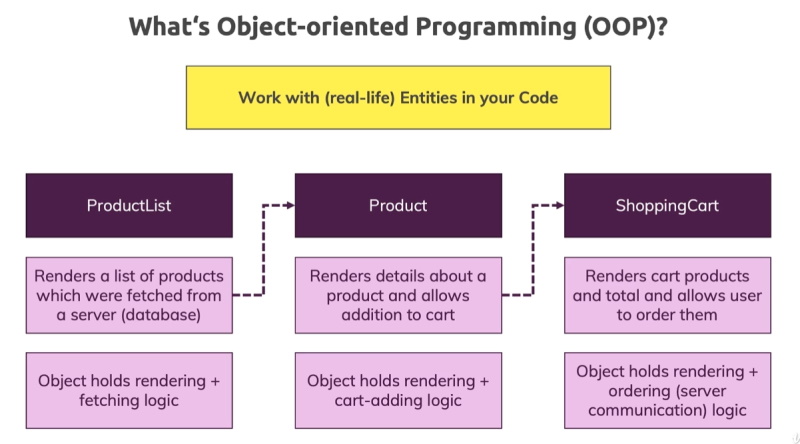 What‘s Object-oriented Programming (OOP)?
Work with (real-life) Entities in your Code
ProductList
Product
ShoppingCart
Renders a list of products
which were fetched from
a server (database)
Renders details about a
product and allows
addition to cart
Renders cart products
and total and allows user
to order them
Object holds rendering +
fetching logic
Object holds rendering +
cart-adding logic
Object holds rendering +
ordering (server
communication) logic